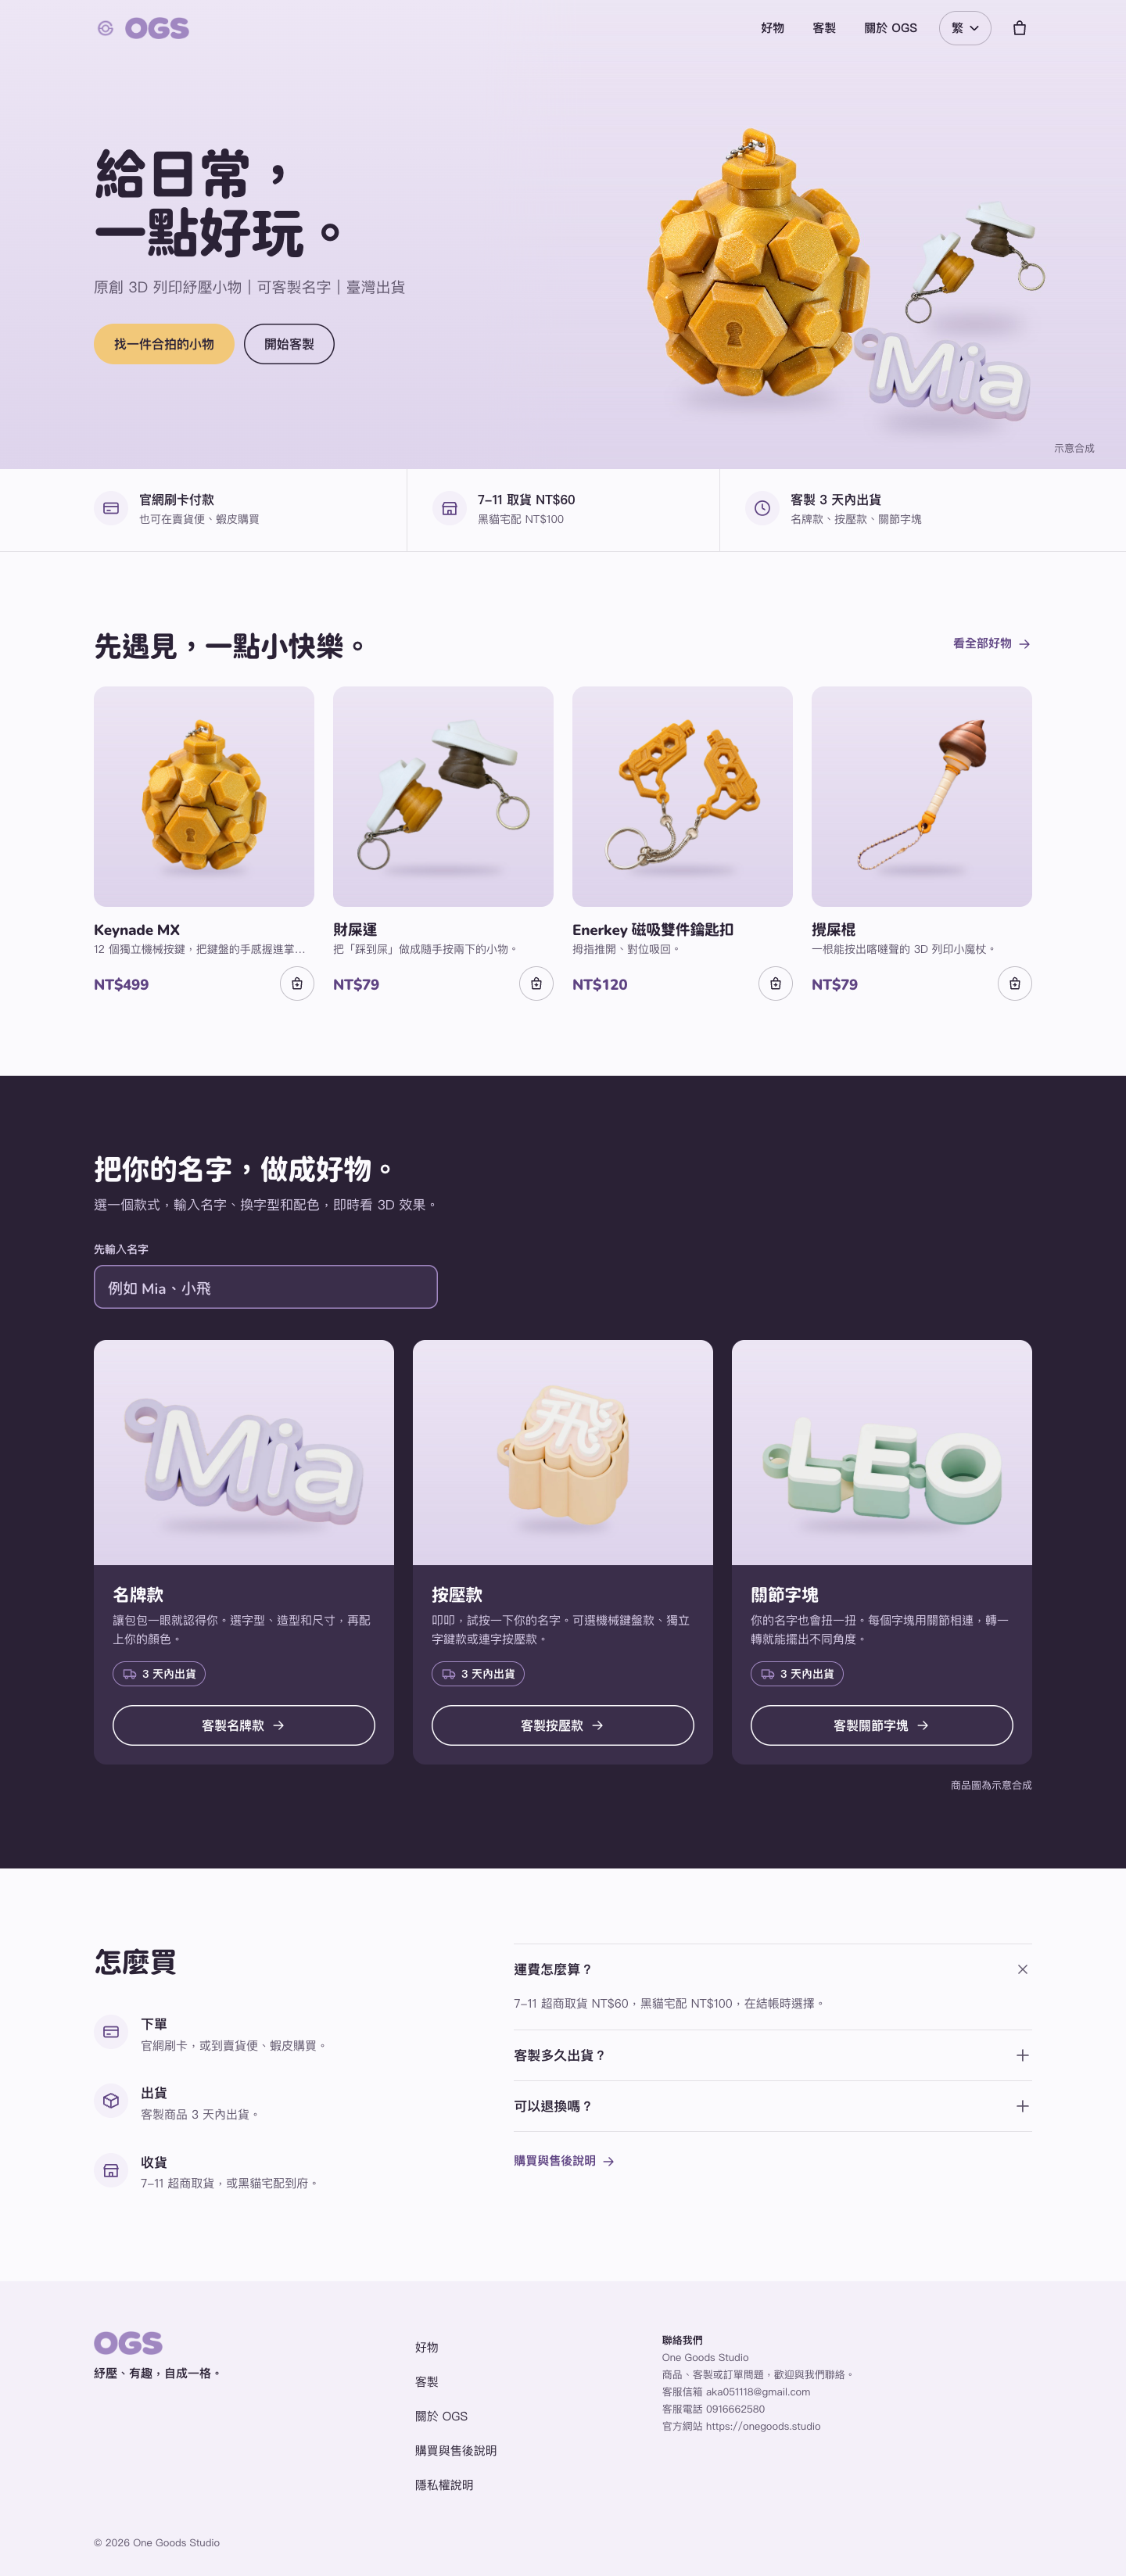 OGS
好物
客製
關於 OGS
繁
給日常，
一點好玩。
原創 3D 列印紓壓小物｜可客製名字｜臺灣出貨
找一件合拍的小物
開始客製
Mia
示意合成
官網刷卡付款
也可在賣貨便、蝦皮購買
7–11 取貨 NT$60
黑貓宅配 NT$100
客製 3 天內出貨
名牌款、按壓款、關節字塊
先遇見，一點小快樂。
看全部好物
Keynade MX
12 個獨立機械按鍵，把鍵盤的手感握進掌…
NT$499
財屎運
把「踩到屎」做成隨手按兩下的小物。
NT$79
Enerkey 磁吸雙件鑰匙扣
拇指推開、對位吸回。
NT$120
攪屎棍
一根能按出喀噠聲的 3D 列印小魔杖。
NT$79
把你的名字，做成好物。
選一個款式，輸入名字、換字型和配色，即時看 3D 效果。
先輸入名字
例如 Mia、小飛
Mia
飛
LEO
名牌款
讓包包一眼就認得你。選字型、造型和尺寸，再配
上你的顏色。
3 天內出貨
客製名牌款
按壓款
叩叩，試按一下你的名字。可選機械鍵盤款、獨立
字鍵款或連字按壓款。
3 天內出貨
客製按壓款
關節字塊
你的名字也會扭一扭。每個字塊用關節相連，轉一
轉就能擺出不同角度。
3 天內出貨
客製關節字塊
商品圖為示意合成
怎麼買
下單
官網刷卡，或到賣貨便、蝦皮購買。
出貨
客製商品 3 天內出貨。
收貨
7–11 超商取貨，或黑貓宅配到府。
運費怎麼算？
7–11 超商取貨 NT$60，黑貓宅配 NT$100，在結帳時選擇。
客製多久出貨？
可以退換嗎？
購買與售後說明
OGS
紓壓、有趣，自成一格。
好物
客製
關於 OGS
購買與售後說明
隱私權說明
聯絡我們
One Goods Studio
商品、客製或訂單問題，歡迎與我們聯絡。
客服信箱 aka051118@gmail.com
客服電話 0916662580
官方網站 https://onegoods.studio
© 2026 One Goods Studio